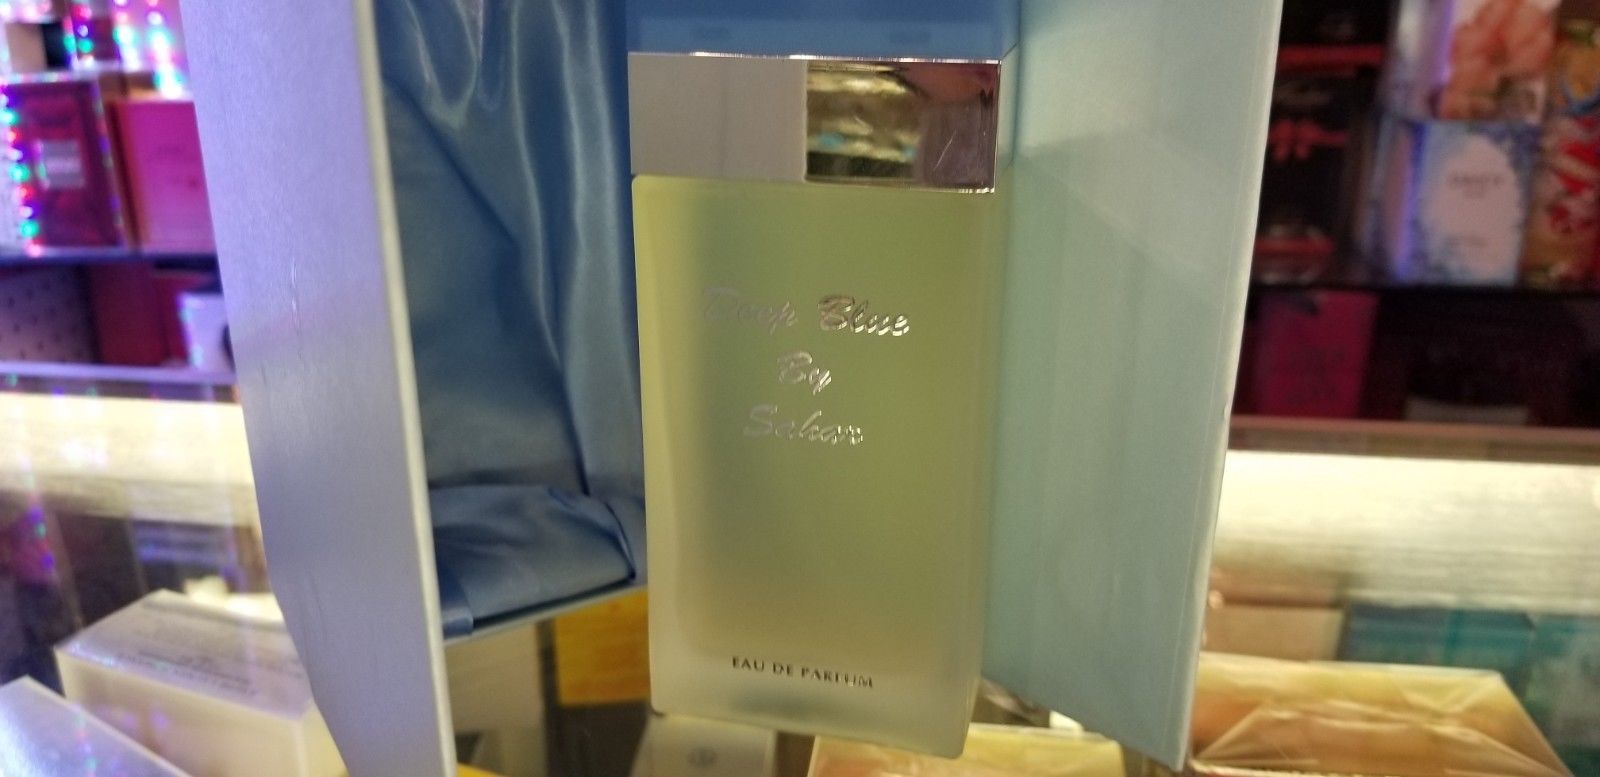 Deep Blue
By
Sahar
EAU DE PARFUM